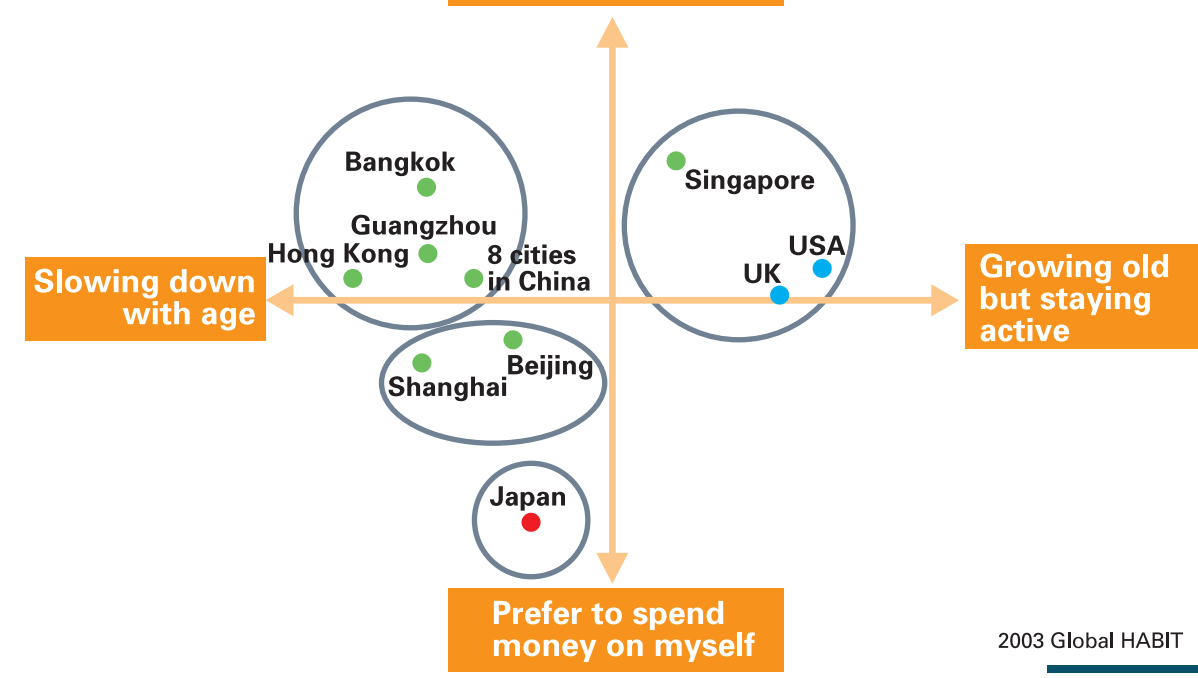 Bangkok
Singapore
Guangzhou
USA
Hong Kong
8 cities
in China
UK
Slowing down
with age
Growing old
but staying
active
Beijing
Shanghai
Japan
Prefer to spend
money on myself
2003 Global HABIT